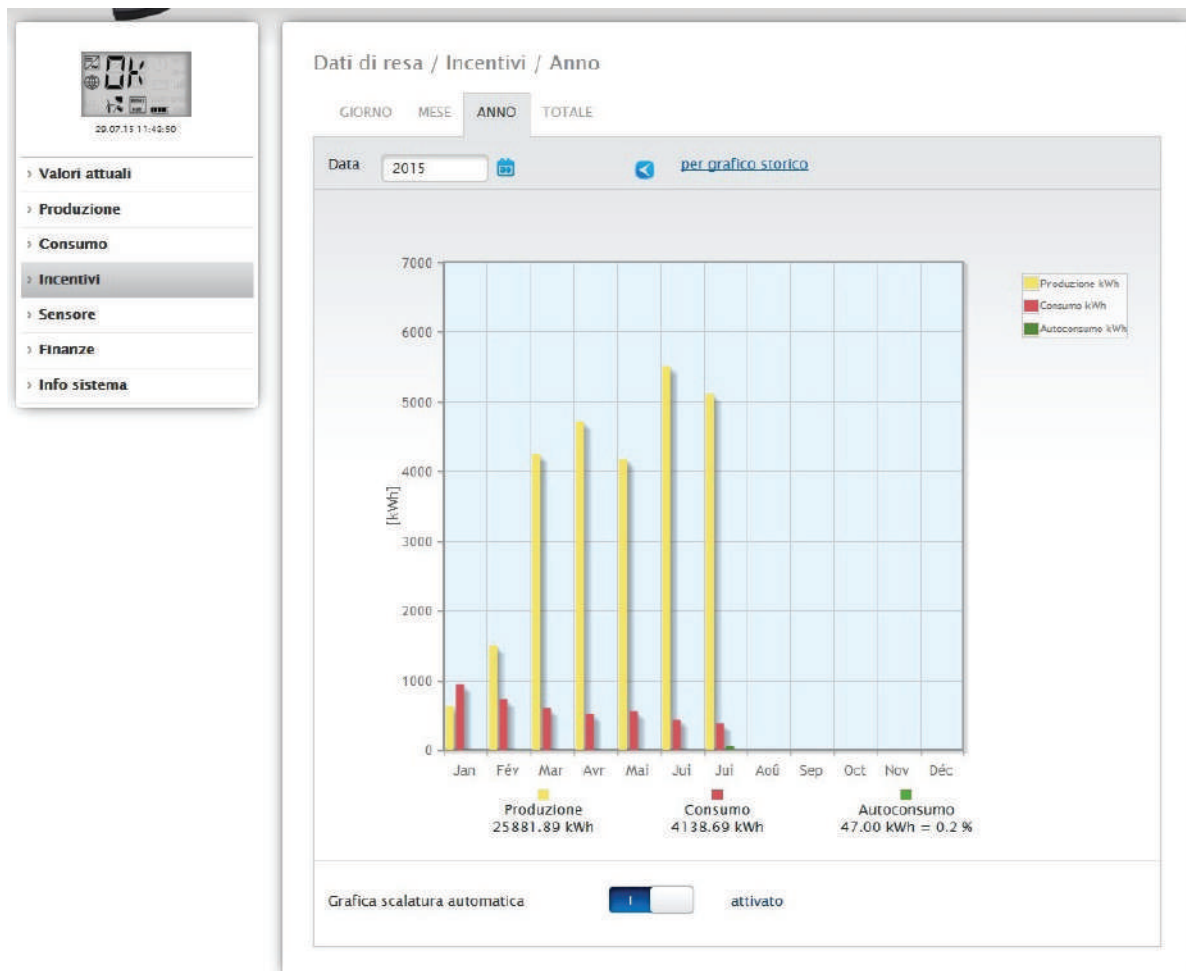 OK
29.07.15 11:49:50
› Valori attuali
› Produzione
› Consumo
› Incentivi
› Sensore
› Finanze
› Info sistema
Dati di resa / Incentivi / Anno
GIORNO MESE ANNO TOTALE
Data 2015 per grafico storico
7000
6000
5000
4000
3000
2000
1000
0
[kWh]
Produzione kWh
Consumo kWh
Autoconsumo kWh
Jan Fév Mar Avr Mai Jui Jui Aoû Sep Oct Nov Déc
Produzione Consumo Autoconsumo
25881.89 kWh 4138.69 kWh 47.00 kWh = 0.2 %
Grafica scalatura automatica I attivato